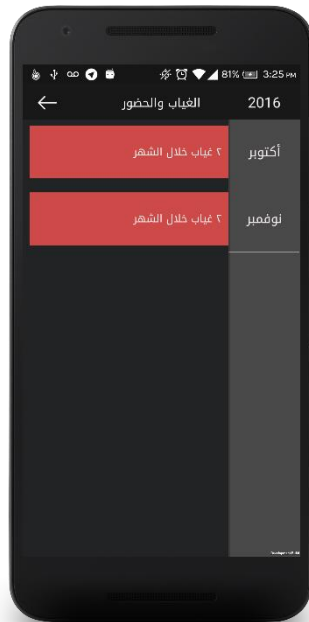 81% 3:25 PM
2016 الغياب والحضور
أكتوبر
٢ غياب خلال الشهر
نوفمبر
٢ غياب خلال الشهر